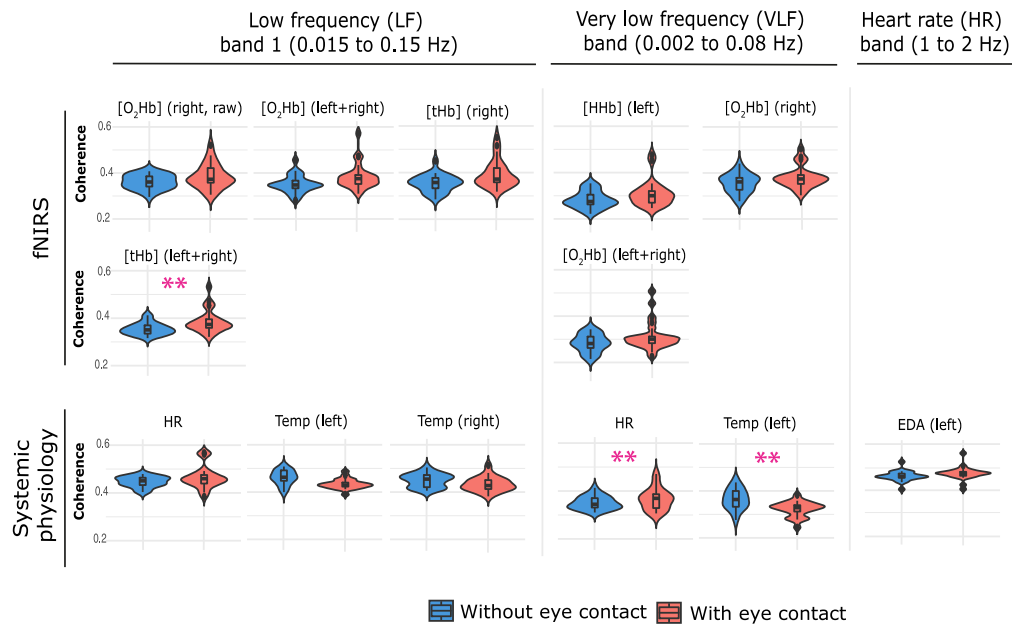 Low frequency (LF)
band 1 (0.015 to 0.15 Hz)
Very low frequency (VLF)
band (0.002 to 0.08 Hz)
Heart rate (HR)
band (1 to 2 Hz)
fNIRS
[O₂Hb] (right, raw)
[O₂Hb] (left+right)
[tHb] (right)
[HHb] (left)
[O₂Hb] (right)
Coherence
0.6
0.4
0.2
[tHb] (left+right)
[O₂Hb] (left+right)
**
Coherence
0.6
0.4
0.2
Systemic
physiology
HR
Temp (left)
Temp (right)
HR
Temp (left)
EDA (left)
**
**
Coherence
0.6
0.4
0.2
Without eye contact
With eye contact